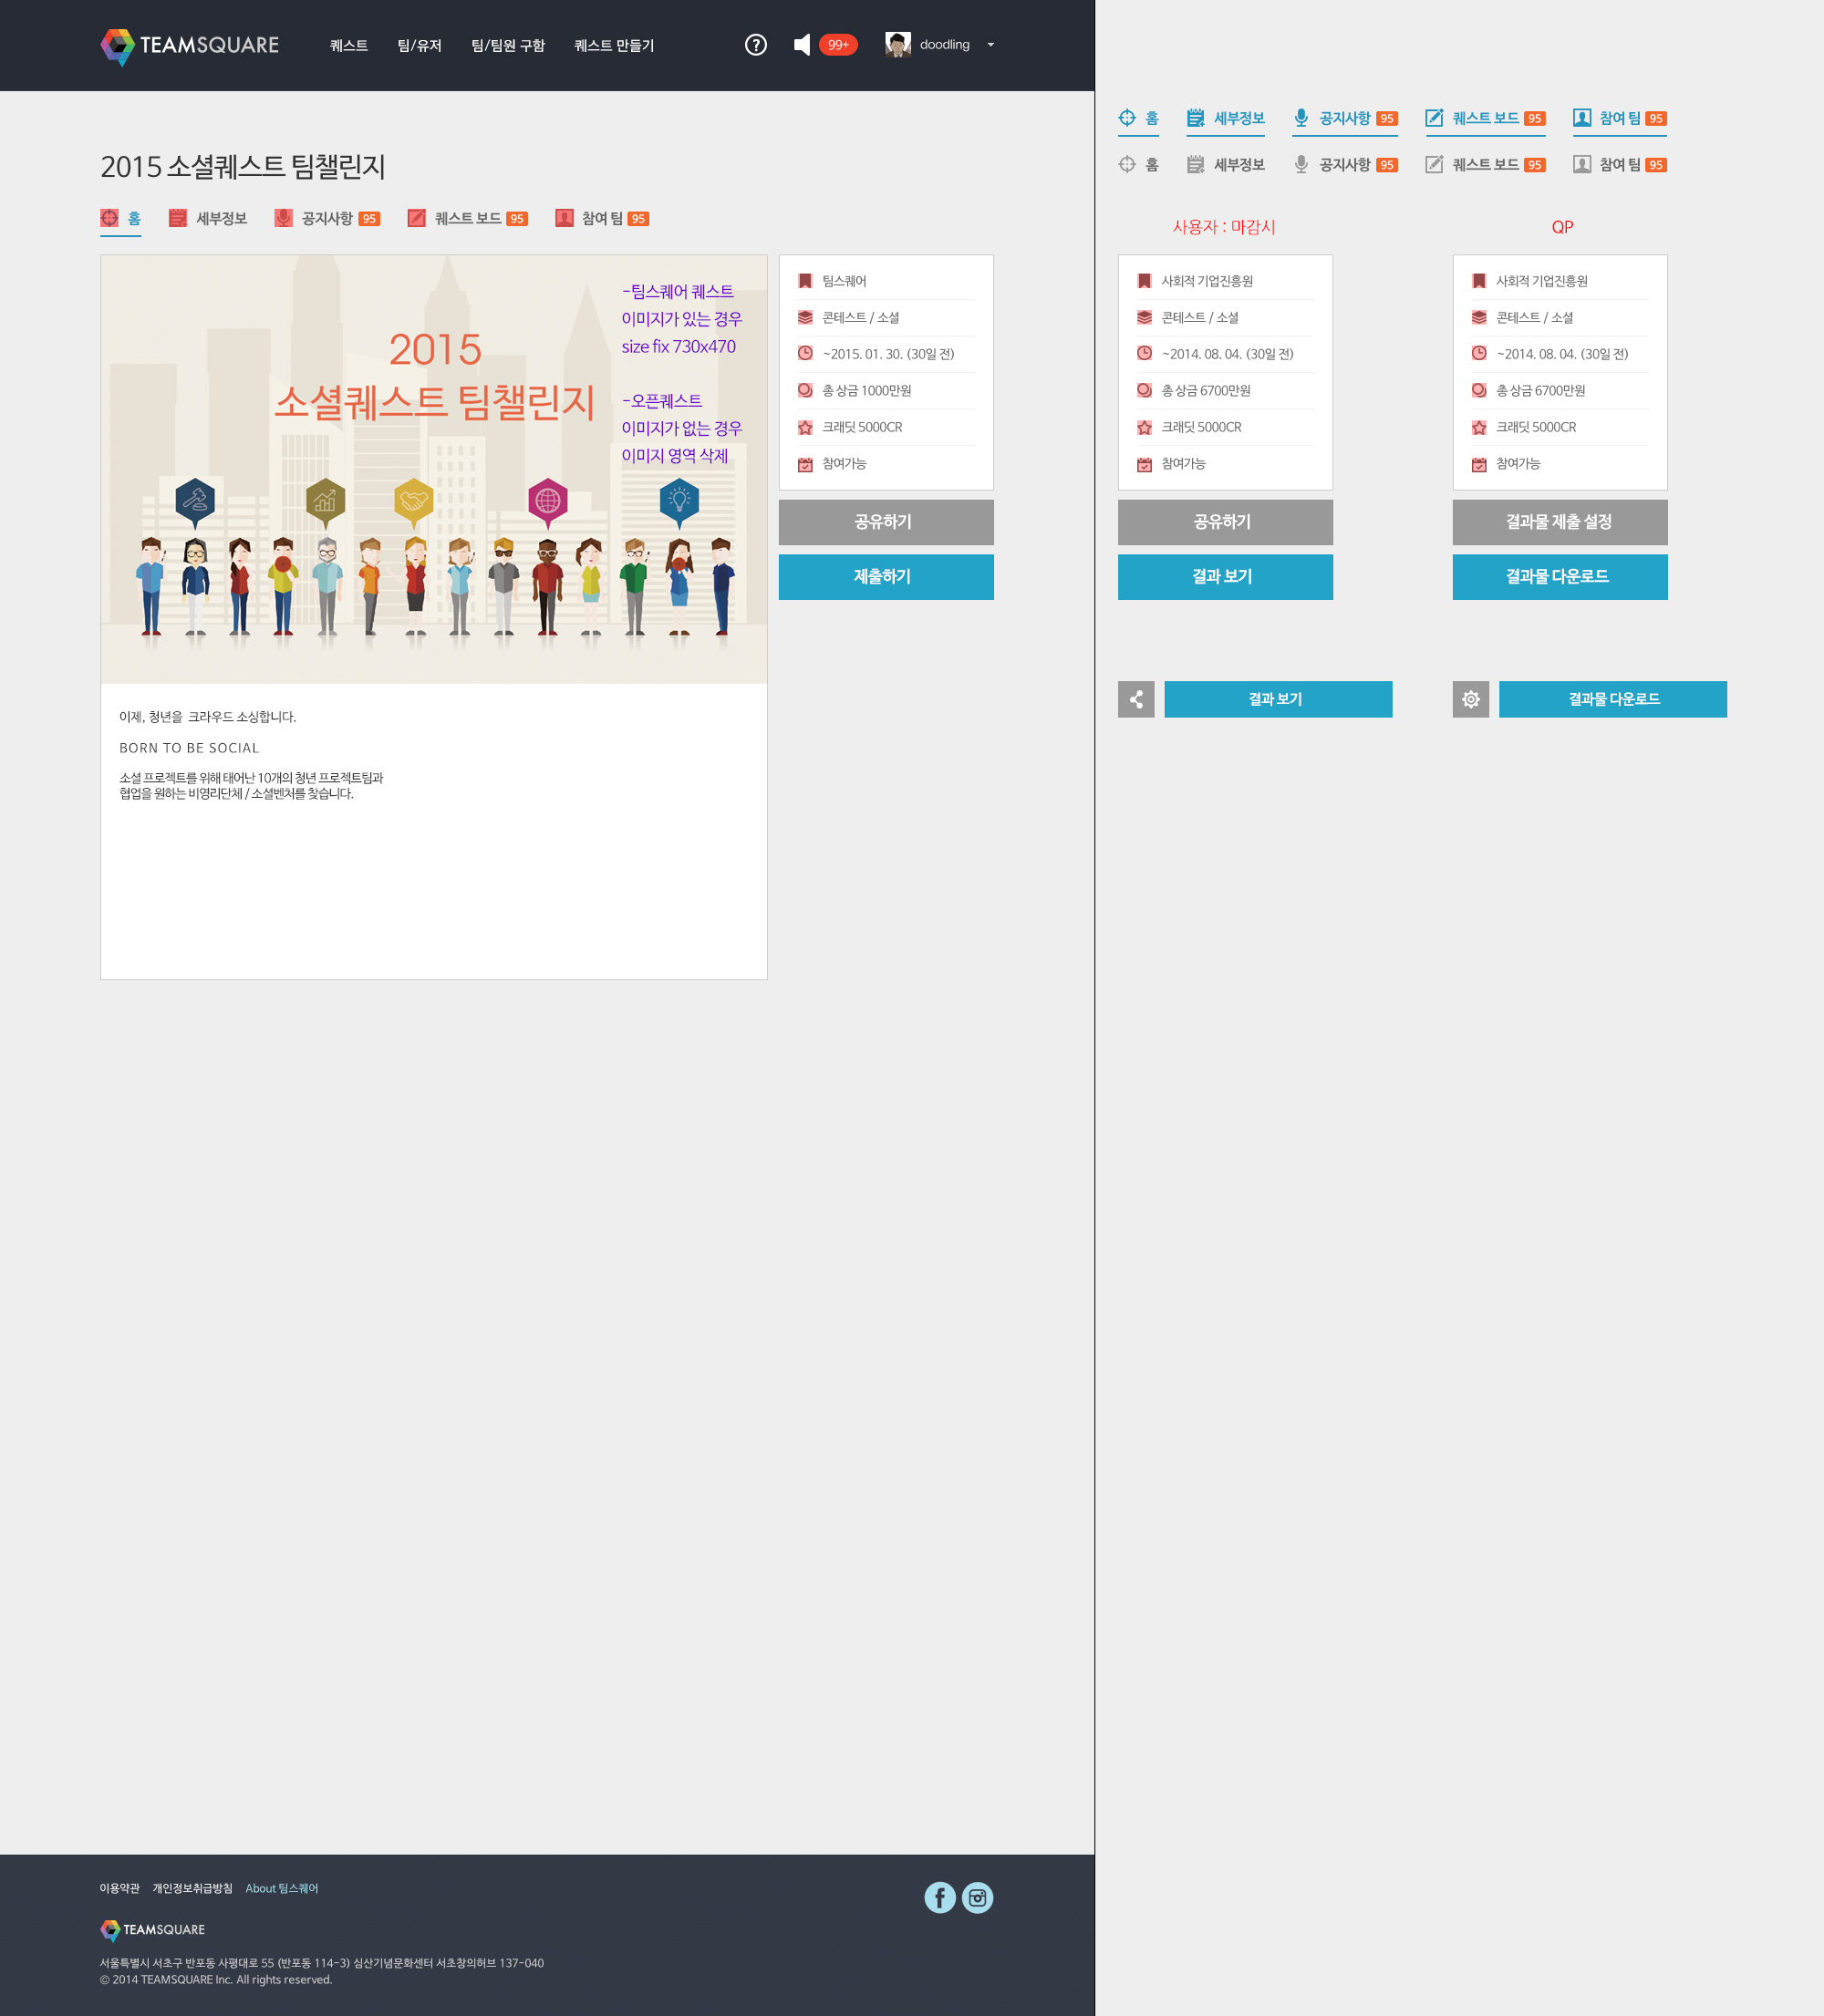 TEAMSQUARE
퀘스트
팀/유저
팀/팀원 구함
퀘스트 만들기
?
99+
doodling
2015 소셜퀘스트 팀챌린지
홈
세부정보
공지사항 95
퀘스트 보드 95
참여 팀 95
2015
소셜퀘스트 팀챌린지
-팀스퀘어 퀘스트
이미지가 있는 경우
size fix 730x470
-오픈퀘스트
이미지가 없는 경우
이미지 영역 삭제
이제, 청년을 크라우드 소싱합니다.
BORN TO BE SOCIAL
소셜 프로젝트를 위해 태어난 10개의 청년 프로젝트팀과
협업을 원하는 비영리단체 / 소셜벤처를 찾습니다.
팀스퀘어
콘테스트 / 소셜
~2015. 01. 30. (30일 전)
총 상금 1000만원
크래딧 5000CR
참여가능
공유하기
제출하기
홈
세부정보
공지사항 95
퀘스트 보드 95
참여 팀 95
홈
세부정보
공지사항 95
퀘스트 보드 95
참여 팀 95
사용자 : 마감시
사회적 기업진흥원
콘테스트 / 소셜
~2014. 08. 04. (30일 전)
총 상금 6700만원
크래딧 5000CR
참여가능
공유하기
결과 보기
결과 보기
QP
사회적 기업진흥원
콘테스트 / 소셜
~2014. 08. 04. (30일 전)
총 상금 6700만원
크래딧 5000CR
참여가능
결과물 제출 설정
결과물 다운로드
결과물 다운로드
이용약관
개인정보취급방침
About 팀스퀘어
TEAMSQUARE
서울특별시 서초구 반포동 사평대로 55 (반포동 114-3) 심산기념문화센터 서초창의허브 137-040
© 2014 TEAMSQUARE Inc. All rights reserved.